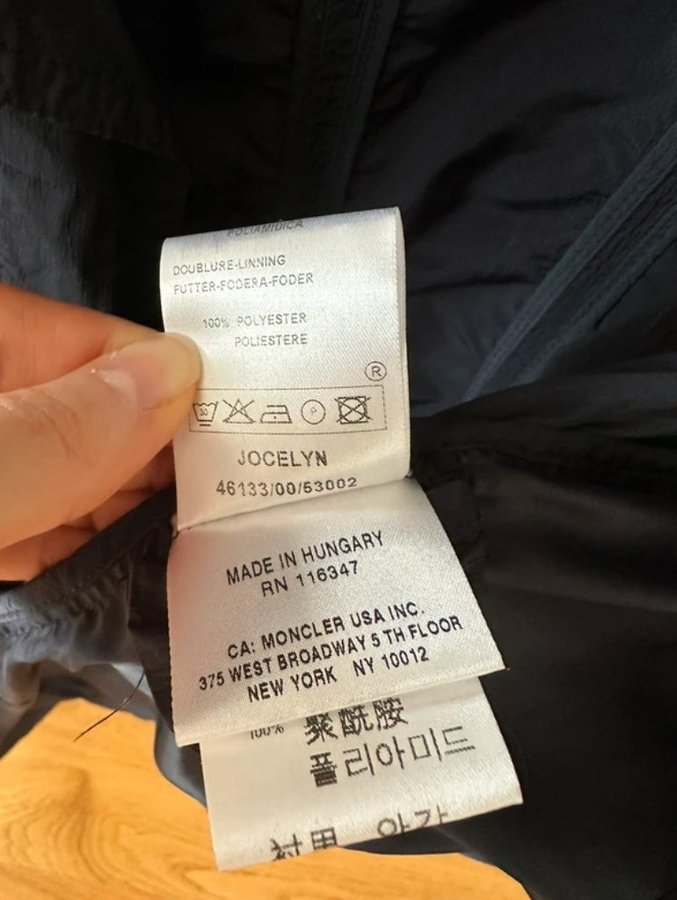 POLIAMIDICA
DOUBLURE-LINNING
FUTTER-FODERA-FODER
100% POLYESTER
POLIESTERE
®
30 P
JOCELYN
46133/00/53002
MADE IN HUNGARY
RN 116347
CA: MONCLER USA INC.
375 WEST BROADWAY 5 TH FLOOR
NEW YORK NY 10012
100% 聚酰胺
폴리아미드